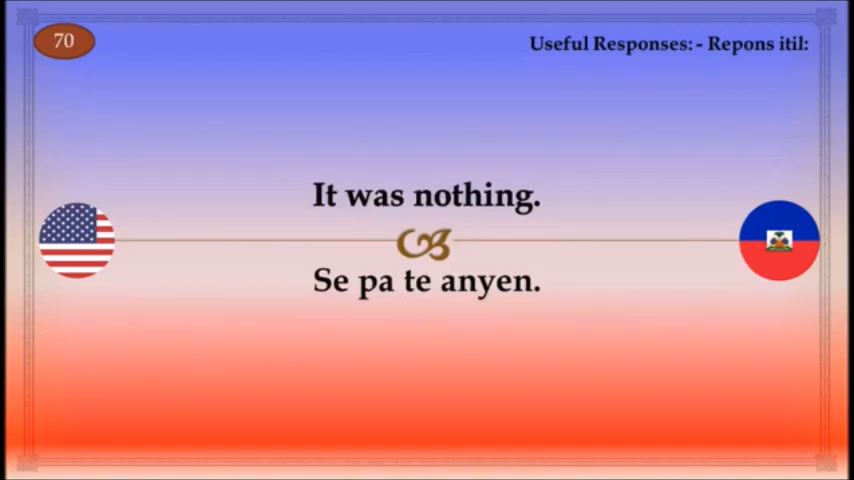 70
Useful Responses: - Repons itil:
It was nothing.
Se pa te anyen.